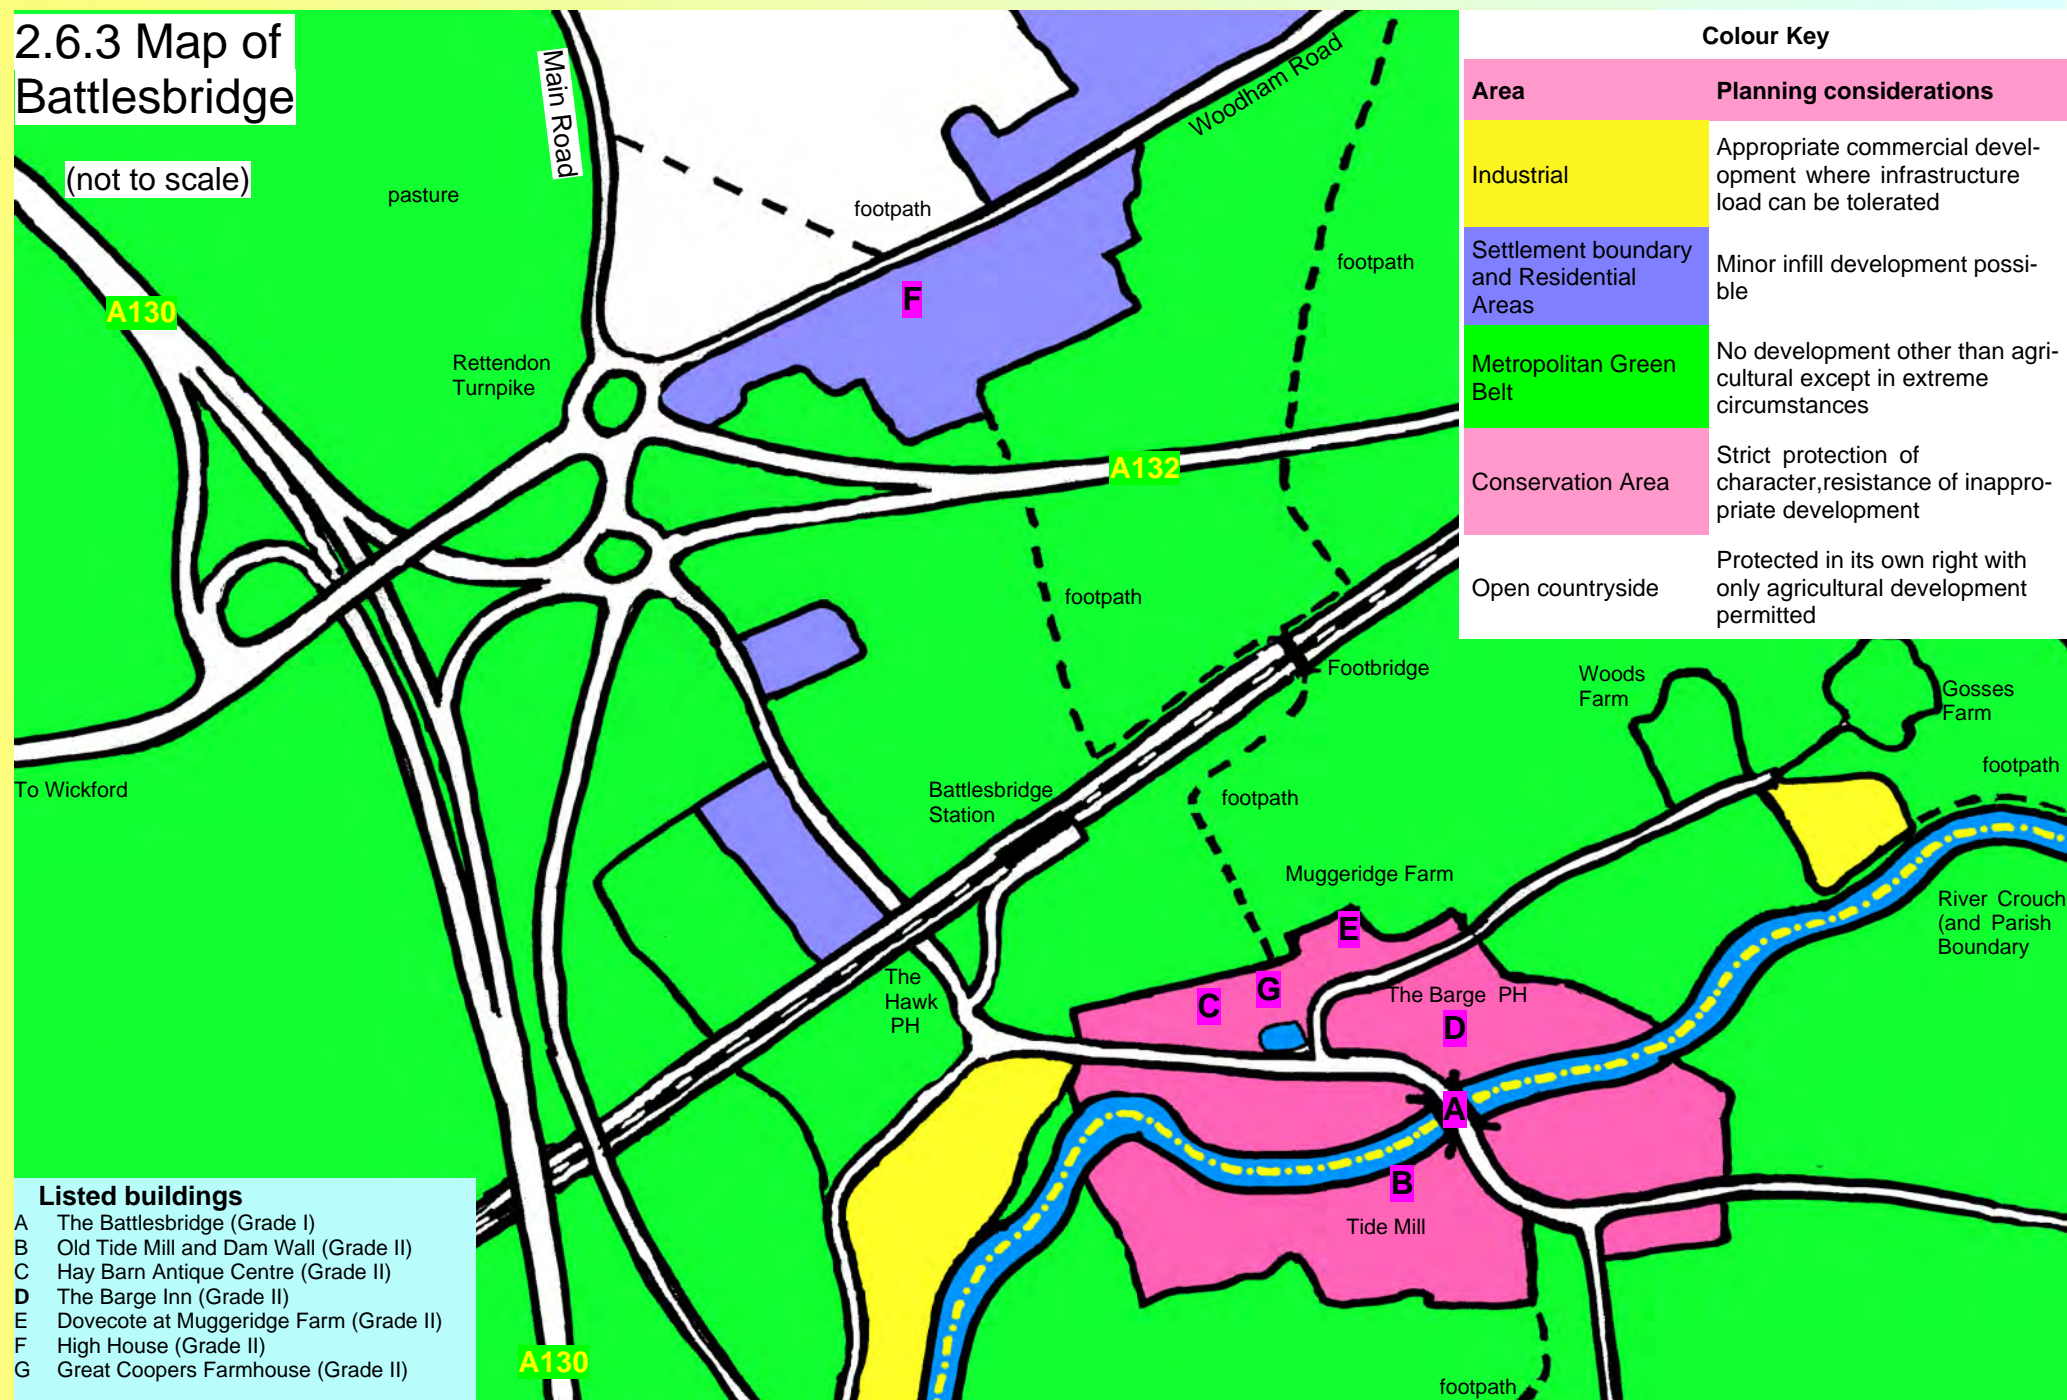 2.6.3 Map of
Battlesbridge
(not to scale)
Main Road
pasture
footpath
Woodham Road
footpath
A130
F
Rettendon
Turnpike
A132
footpath
Footbridge
To Wickford
Battlesbridge
Station
footpath
Woods
Farm
Gosses
Farm
footpath
Muggeridge Farm
E
River Crouch
(and Parish
Boundary
The
Hawk
PH
C
G
The Barge PH
D
A
B
Tide Mill
A130
footpath
Colour Key
Area Planning considerations
Industrial
Appropriate commercial devel-
opment where infrastructure
load can be tolerated
Settlement boundary
and Residential
Areas
Minor infill development possi-
ble
Metropolitan Green
Belt
No development other than agri-
cultural except in extreme
circumstances
Conservation Area
Strict protection of
character,resistance of inappro-
priate development
Open countryside
Protected in its own right with
only agricultural development
permitted
Listed buildings
A The Battlesbridge (Grade I)
B Old Tide Mill and Dam Wall (Grade II)
C Hay Barn Antique Centre (Grade II)
D The Barge Inn (Grade II)
E Dovecote at Muggeridge Farm (Grade II)
F High House (Grade II)
G Great Coopers Farmhouse (Grade II)